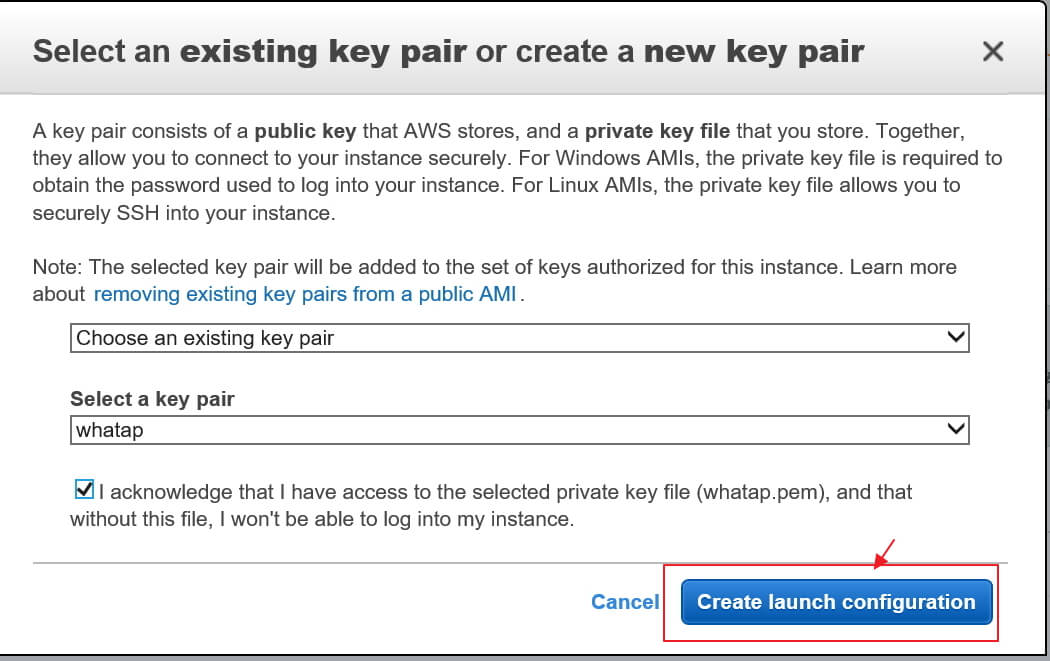 Select an existing key pair or create a new key pair
A key pair consists of a public key that AWS stores, and a private key file that you store. Together,
they allow you to connect to your instance securely. For Windows AMIs, the private key file is required to
obtain the password used to log into your instance. For Linux AMIs, the private key file allows you to
securely SSH into your instance.
Note: The selected key pair will be added to the set of keys authorized for this instance. Learn more
about removing existing key pairs from a public AMI.
Choose an existing key pair
Select a key pair
whatap
I acknowledge that I have access to the selected private key file (whatap.pem), and that
without this file, I won't be able to log into my instance.
Cancel Create launch configuration